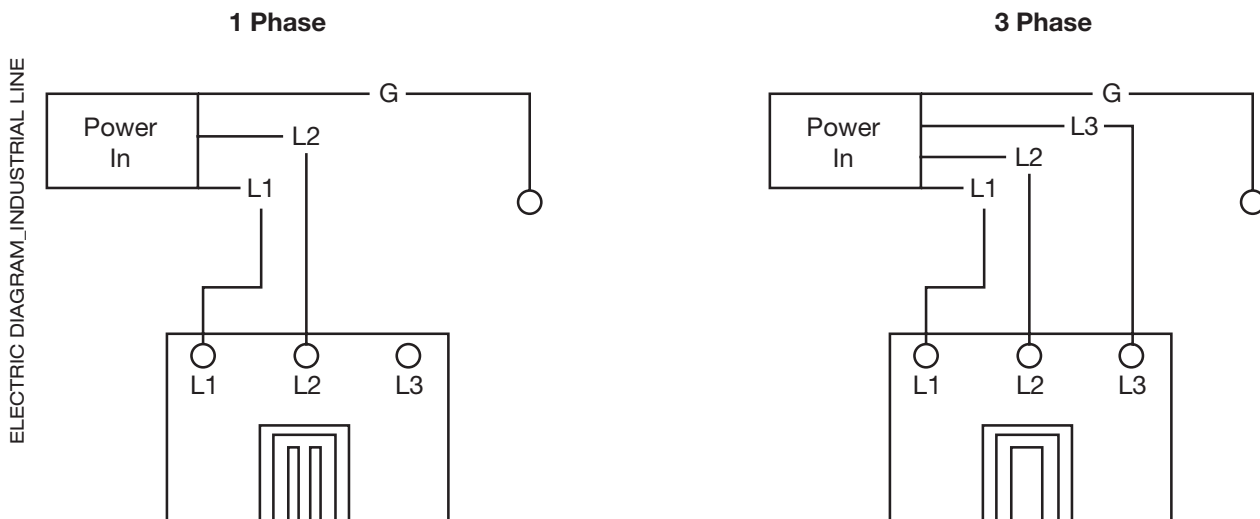 ELECTRIC DIAGRAM_INDUSTRIAL LINE
1 Phase
G
Power
In
L2
L1
L1 L2 L3
3 Phase
G
Power
In
L3
L2
L1
L1 L2 L3